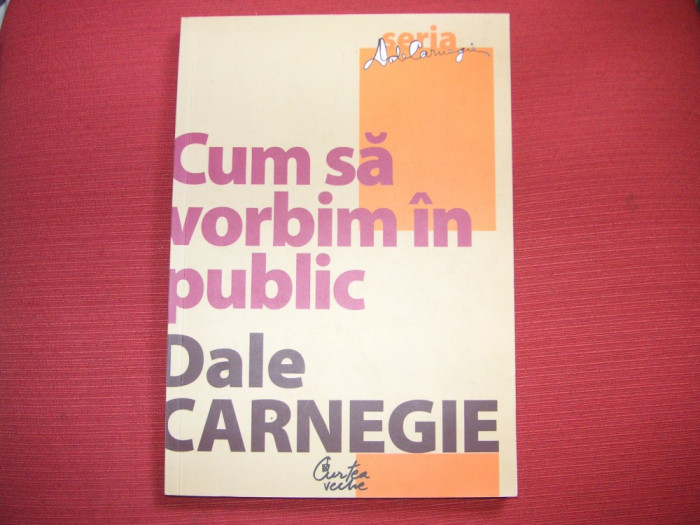 seria
Dale Carnegie
Cum să
vorbim în
public
Dale
CARNEGIE
Curtea
veche